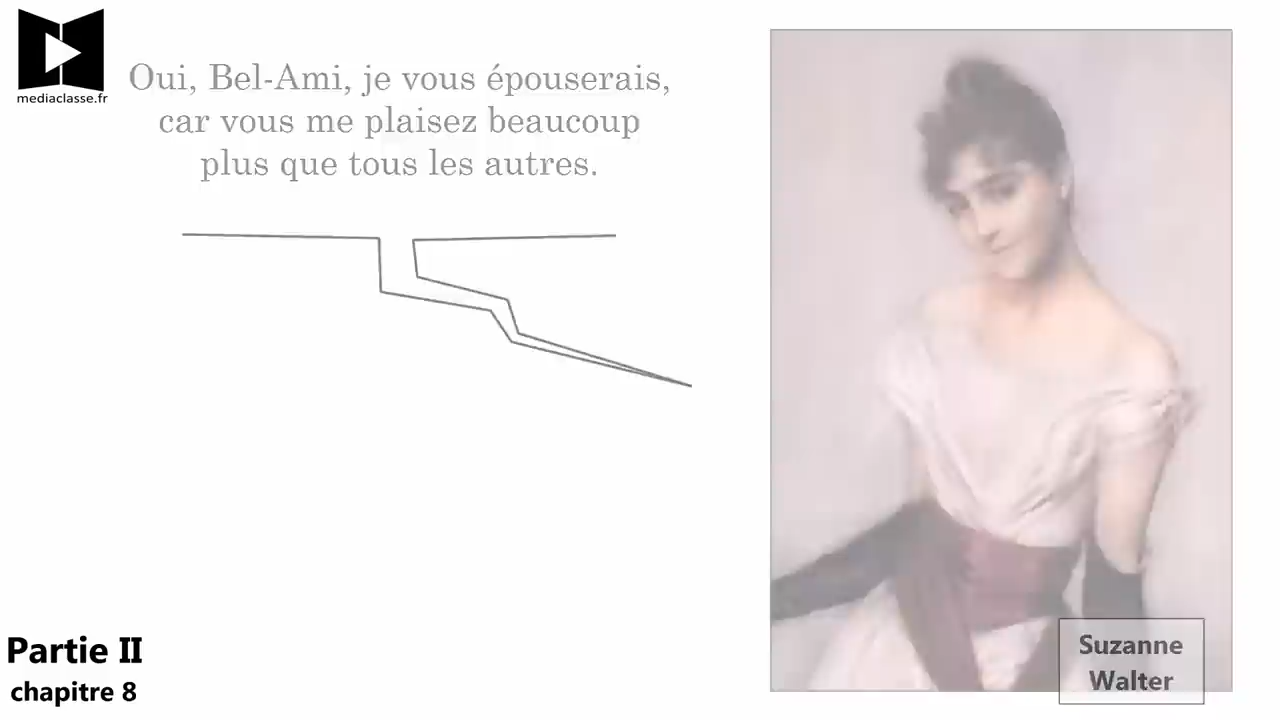 mediaclasse.fr
Oui, Bel-Ami, je vous épouserais,
car vous me plaisez beaucoup
plus que tous les autres.
Partie II
chapitre 8
Suzanne
Walter